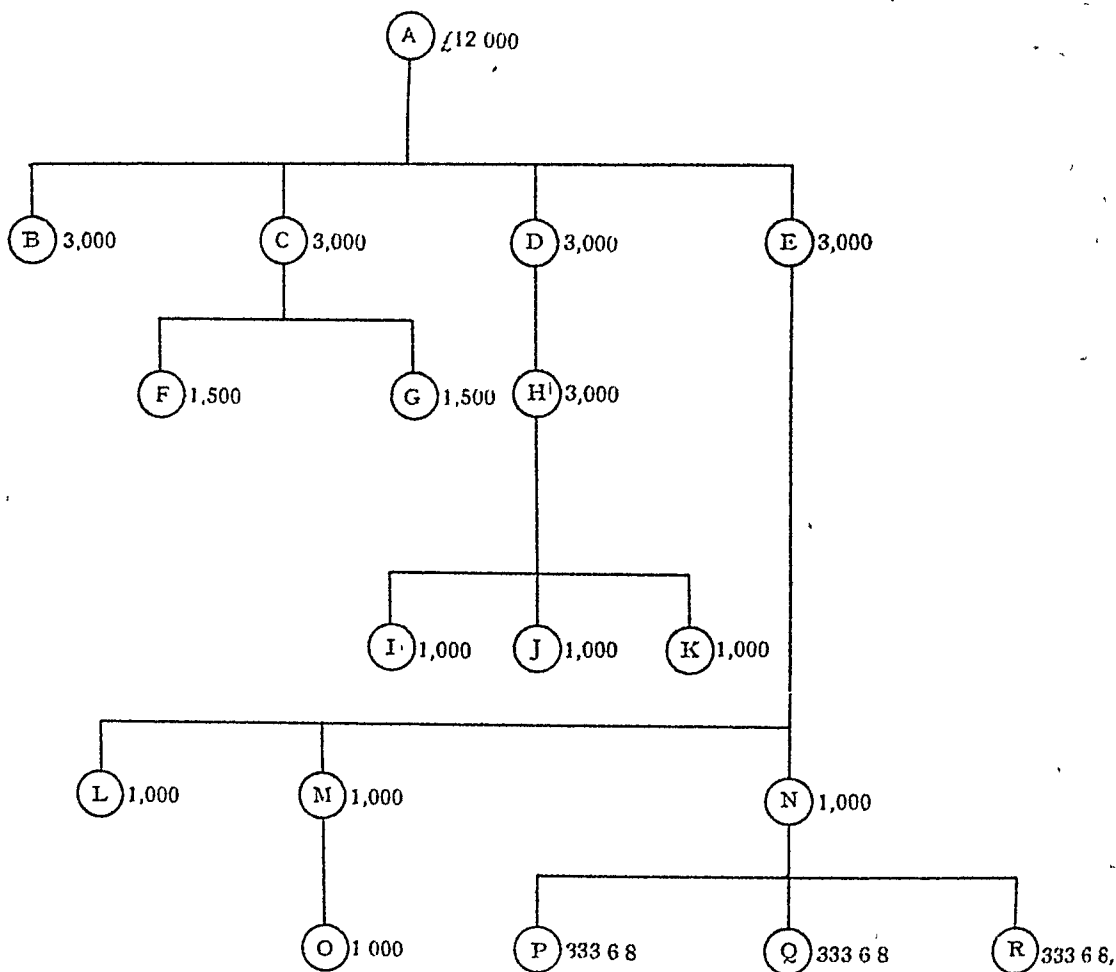 A £12 000
B 3,000 C 3,000 D 3,000 E 3,000
F 1,500 G 1,500 H 3,000
I 1,000 J 1,000 K 1,000
L 1,000 M 1,000 N 1,000
O 1 000 P 333 6 8 Q 333 6 8 R 333 6 8,